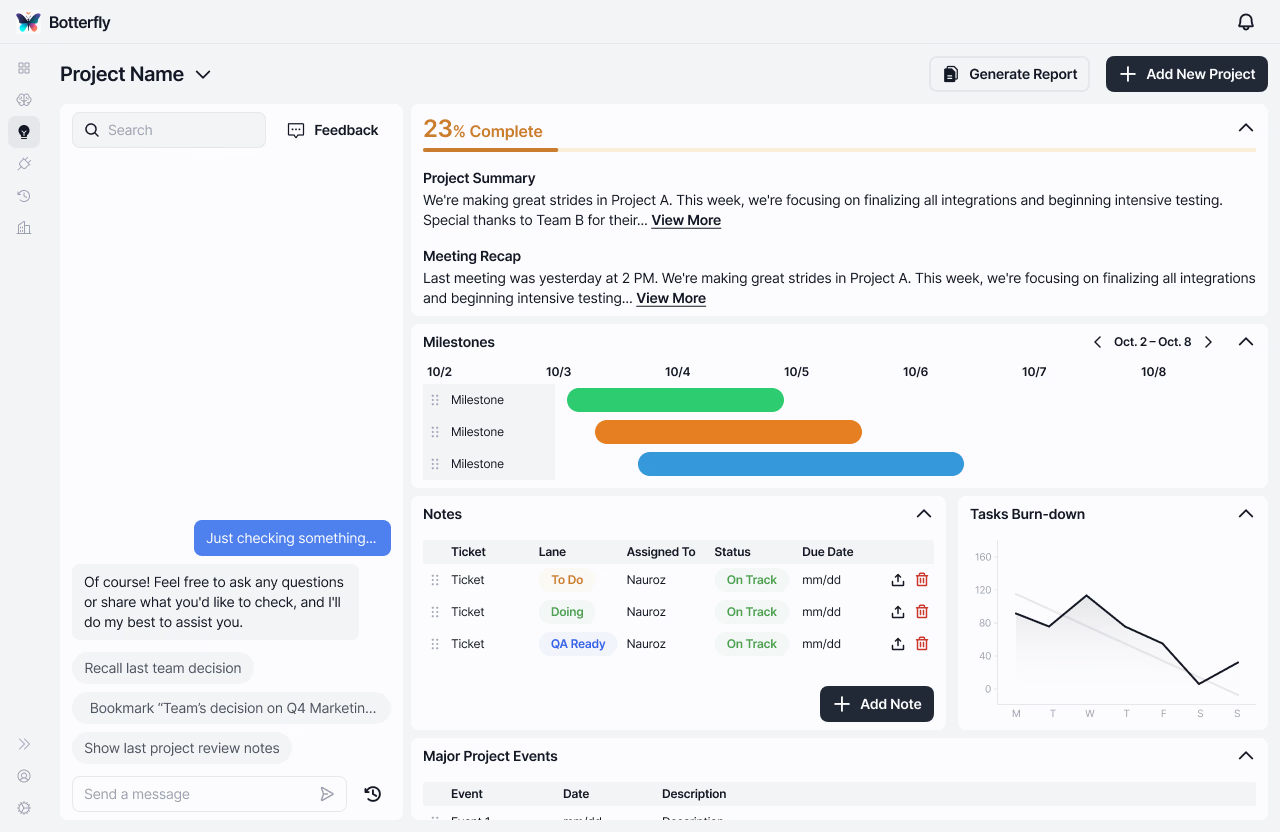 Botterfly
Project Name
Generate Report
Add New Project
Search
Feedback
Just checking something...
Of course! Feel free to ask any questions
or share what you'd like to check, and I'll
do my best to assist you.
Recall last team decision
Bookmark “Team’s decision on Q4 Marketin...
Show last project review notes
Send a message
23% Complete
Project Summary
We're making great strides in Project A. This week, we're focusing on finalizing all integrations and beginning intensive testing.
Special thanks to Team B for their... View More
Meeting Recap
Last meeting was yesterday at 2 PM. We're making great strides in Project A. This week, we're focusing on finalizing all integrations
and beginning intensive testing... View More
Milestones
Oct. 2 – Oct. 8
10/2 10/3 10/4 10/5 10/6 10/7 10/8
Milestone
Milestone
Milestone
Notes
Ticket Lane Assigned To Status Due Date
Ticket To Do Nauroz On Track mm/dd
Ticket Doing Nauroz On Track mm/dd
Ticket QA Ready Nauroz On Track mm/dd
Add Note
Tasks Burn-down
160
120
80
40
0
M T W T F S S
Major Project Events
Event Date Description
Event 1 mm/dd Description